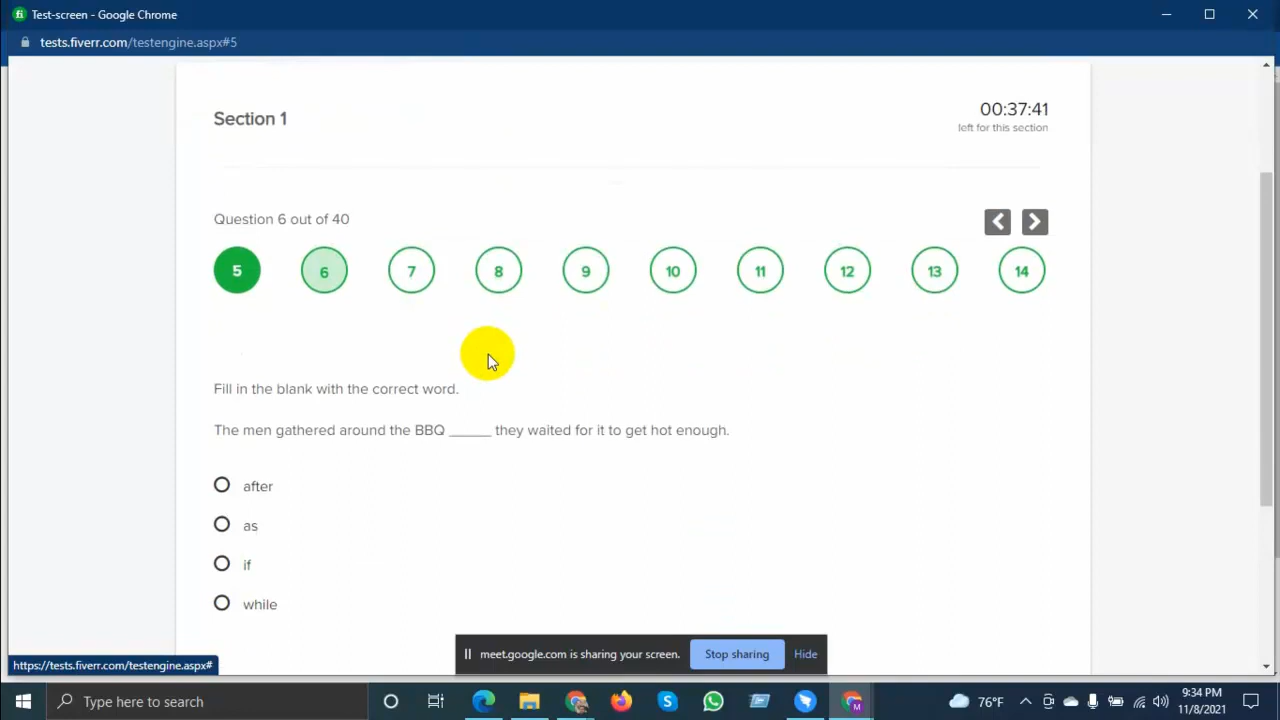 Test-screen - Google Chrome
tests.fiverr.com/testengine.aspx#5
Section 1
00:37:41
left for this section
Question 6 out of 40
5 6 7 8 9 10 11 12 13 14
Fill in the blank with the correct word.
The men gathered around the BBQ ______ they waited for it to get hot enough.
after
as
if
while
meet.google.com is sharing your screen. Stop sharing Hide
https://tests.fiverr.com/testengine.aspx#
Type here to search
76°F
9:34 PM
11/8/2021